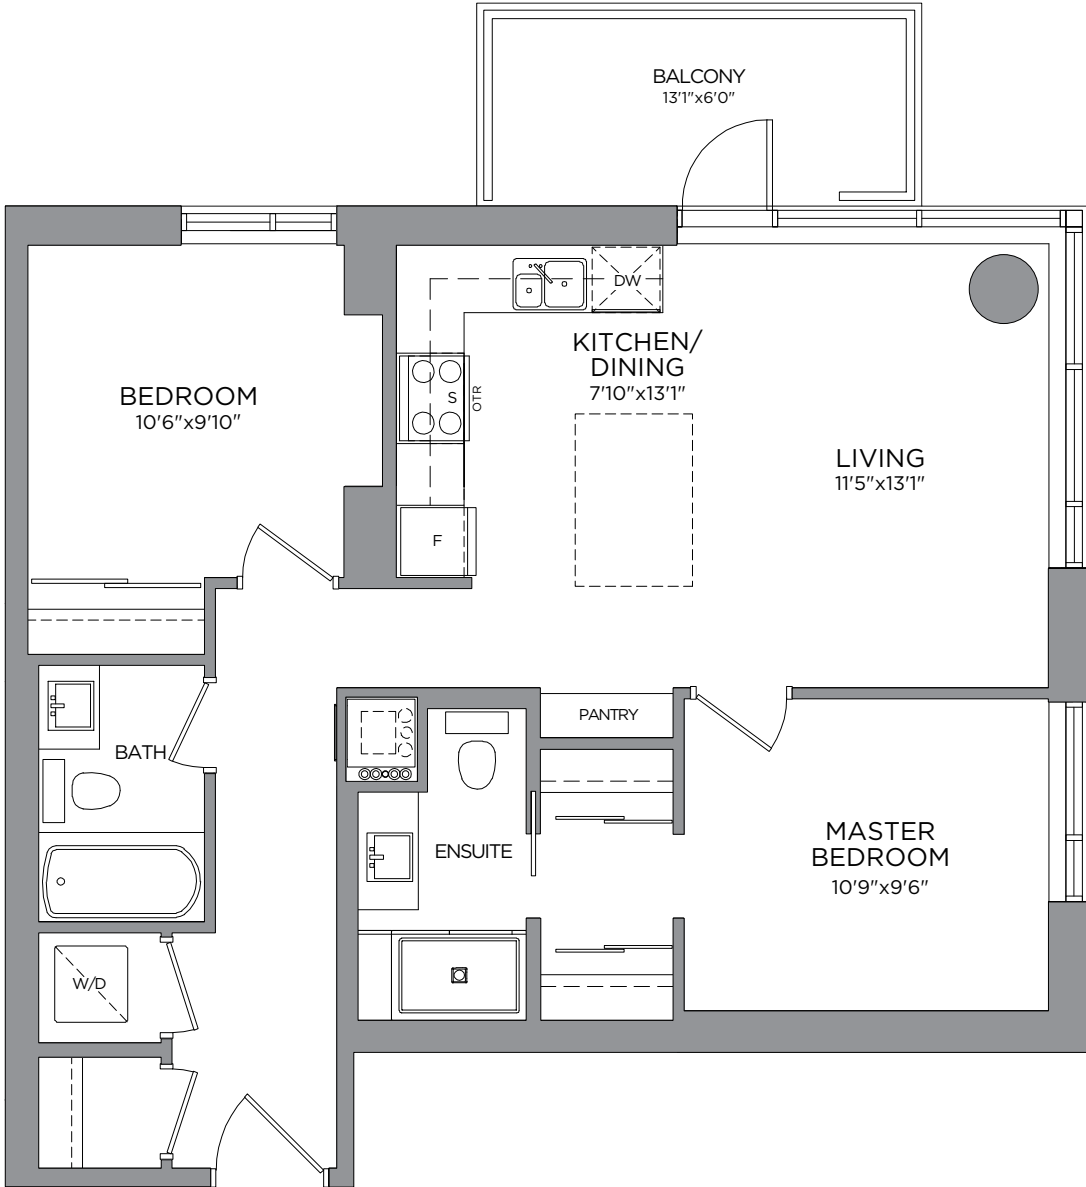 BALCONY
13'1"x6'0"
DW
KITCHEN/
DINING
7'10"x13'1"
BEDROOM
10'6"x9'10"
S
OTR
LIVING
11'5"x13'1"
F
PANTRY
BATH
MASTER
BEDROOM
10'9"x9'6"
ENSUITE
W/D